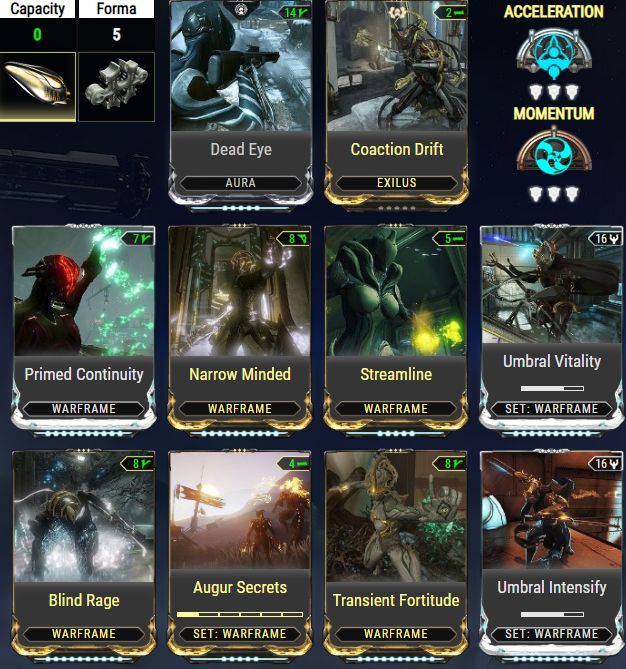 Capacity
Forma
0
5
14
Dead Eye
AURA
2
Coaction Drift
EXILUS
ACCELERATION
MOMENTUM
7
Primed Continuity
WARFRAME
8
Narrow Minded
WARFRAME
5
Streamline
WARFRAME
16
Umbral Vitality
SET: WARFRAME
8
Blind Rage
WARFRAME
4
Augur Secrets
SET: WARFRAME
8
Transient Fortitude
WARFRAME
16
Umbral Intensify
SET: WARFRAME